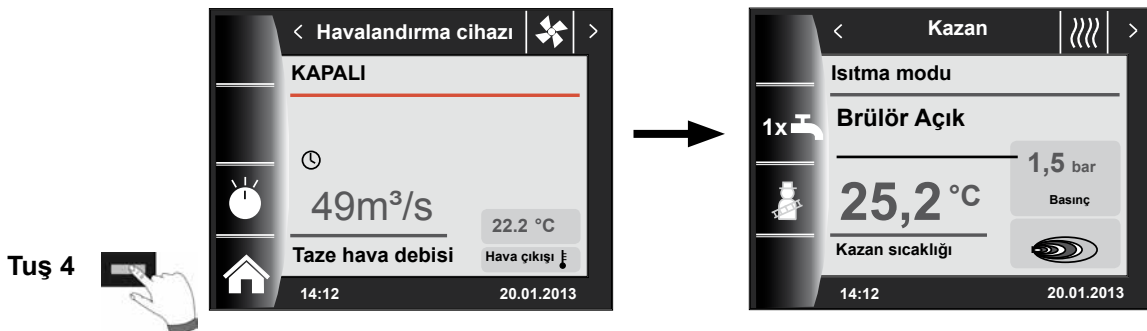 Tuş 4
< Havalandırma cihazı >
KAPALI
49m³/s
22.2 °C
Taze hava debisi
Hava çıkışı
14:12
20.01.2013
< Kazan >
Isıtma modu
1x
Brülör Açık
1,5 bar
Basınç
25,2 °C
Kazan sıcaklığı
14:12
20.01.2013